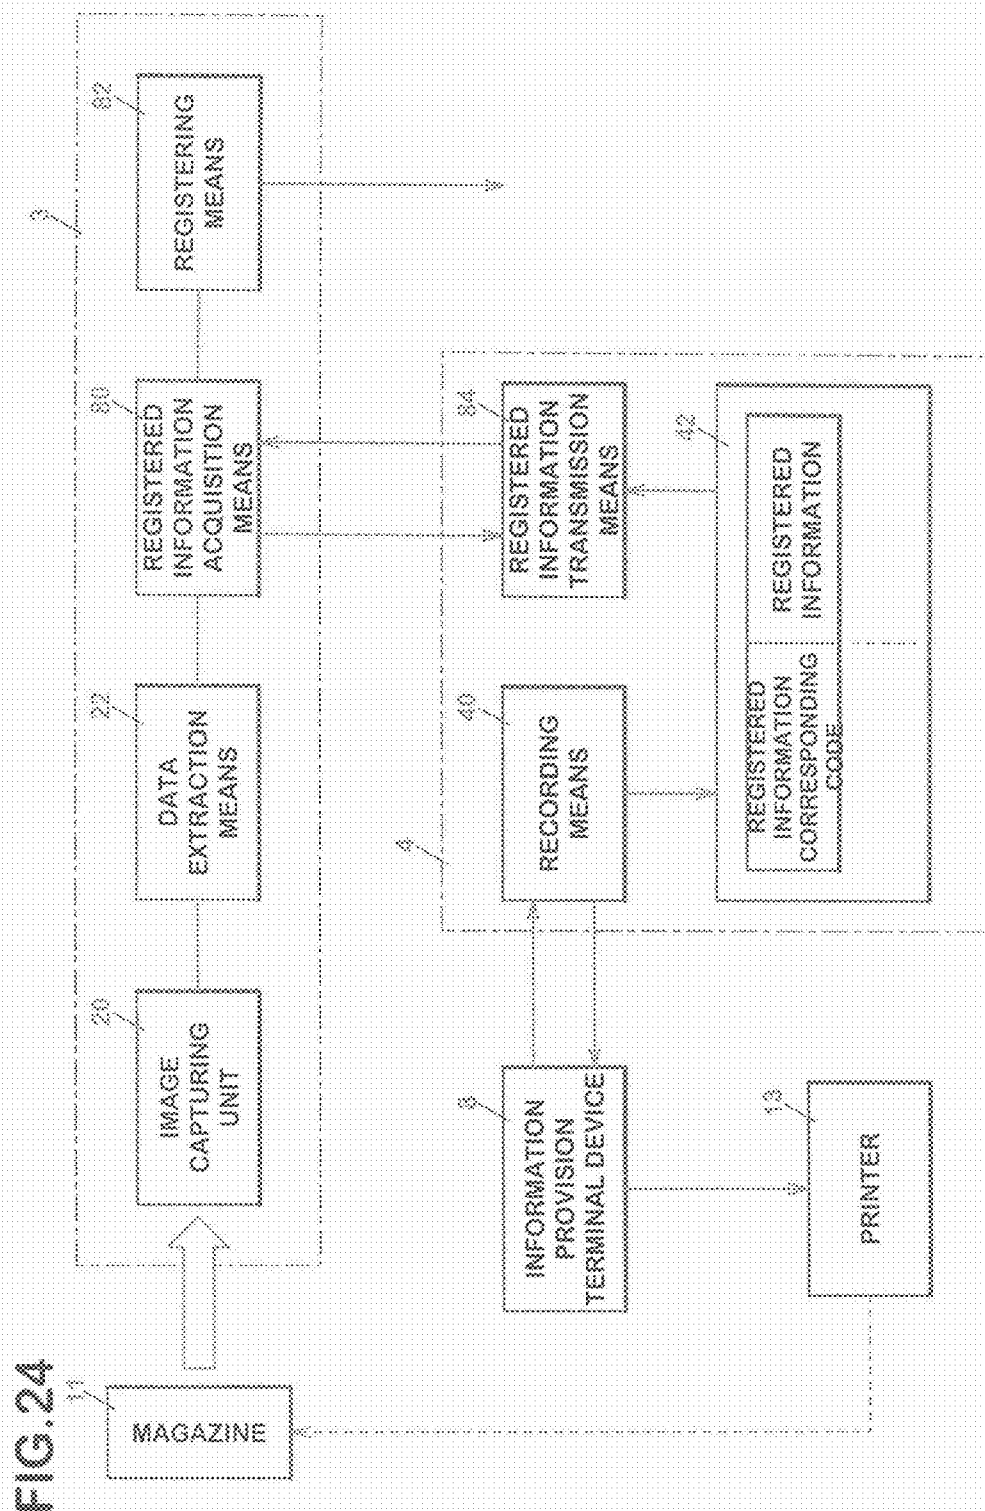 FIG.24
3
11
MAGAZINE
20
IMAGE
CAPTURING
UNIT
22
DATA
EXTRACTION
MEANS
80
REGISTERED
INFORMATION
ACQUISITION
MEANS
82
REGISTERING
MEANS
4
8
INFORMATION
PROVISION
TERMINAL DEVICE
40
RECORDING
MEANS
84
REGISTERED
INFORMATION
TRANSMISSION
MEANS
13
PRINTER
42
REGISTERED
INFORMATION
CORRESPONDING
CODE
REGISTERED
INFORMATION